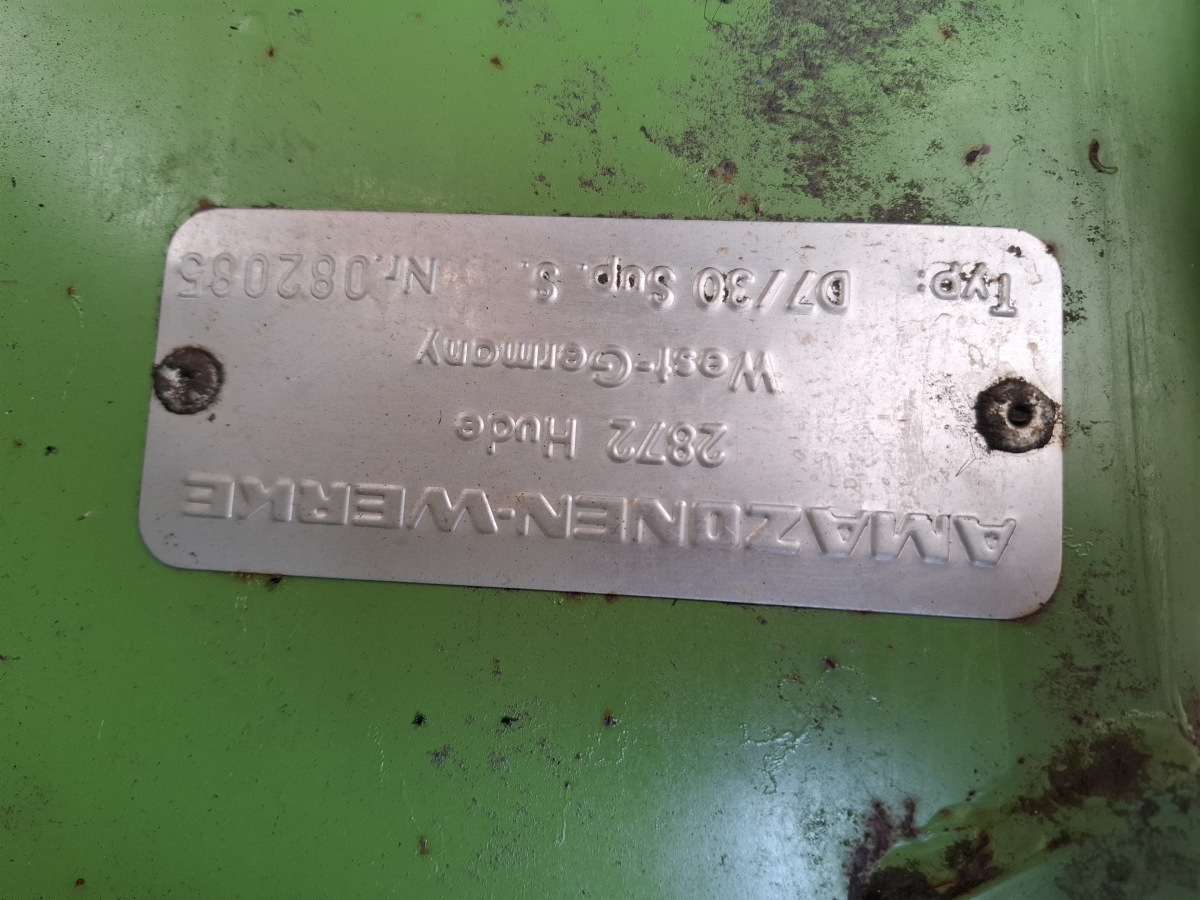 AMAZONEN-WERKE
2872 Hude
West-Germany
Typ: D7/30 Sup. S. Nr.082085